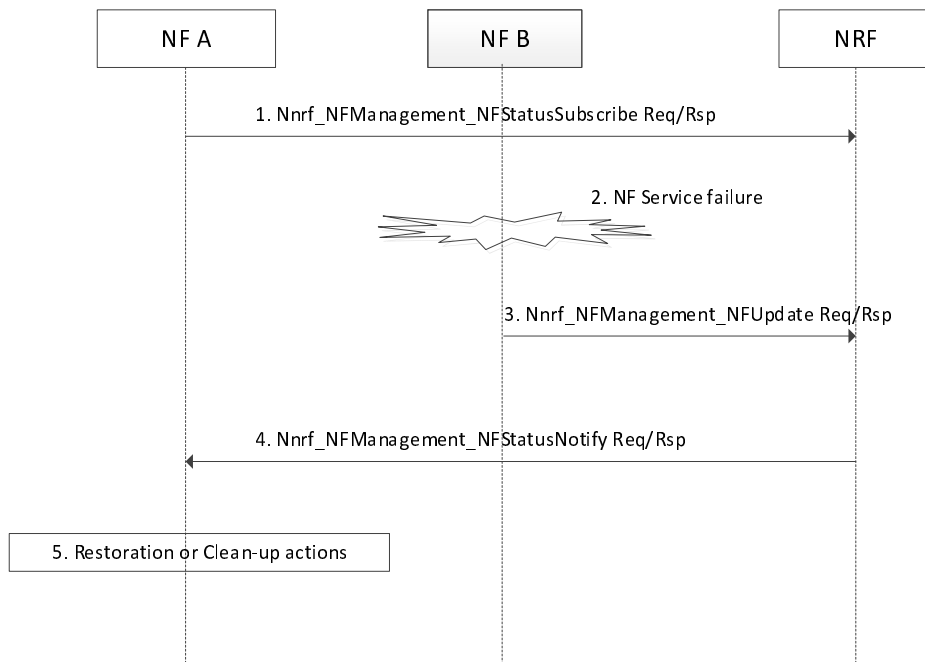 NF A
NF B
NRF
1. Nnrf_NFManagement_NFStatusSubscribe Req/Rsp
2. NF Service failure
3. Nnrf_NFManagement_NFUpdate Req/Rsp
4. Nnrf_NFManagement_NFStatusNotify Req/Rsp
5. Restoration or Clean-up actions